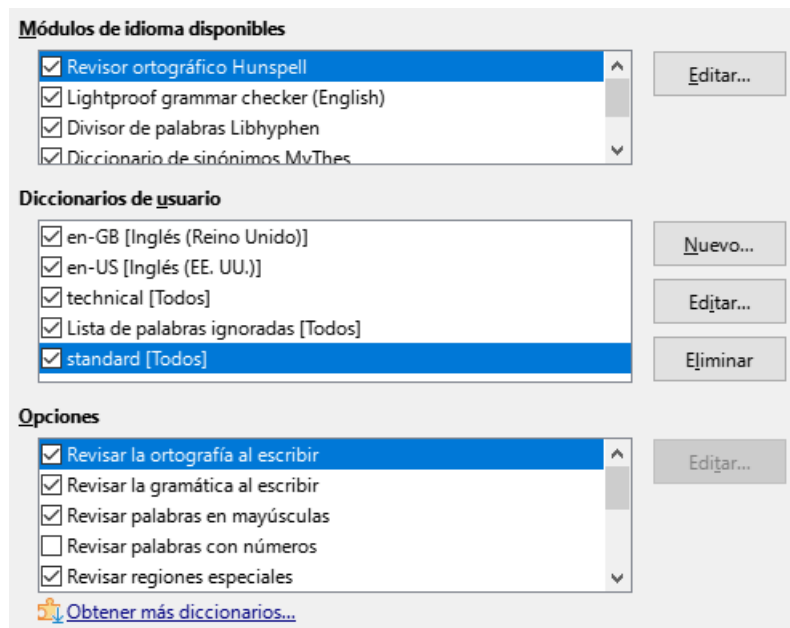 Módulos de idioma disponibles
Revisor ortográfico Hunspell
Editar...
Lightproof grammar checker (English)
Divisor de palabras Libhyphen
Diccionario de sinónimos MyThes
Diccionarios de usuario
en-GB [Inglés (Reino Unido)]
Nuevo...
en-US [Inglés (EE. UU.)]
technical [Todos]
Editar...
Lista de palabras ignoradas [Todos]
standard [Todos]
Eliminar
Opciones
Revisar la ortografía al escribir
Editar...
Revisar la gramática al escribir
Revisar palabras en mayúsculas
Revisar palabras con números
Revisar regiones especiales
Obtener más diccionarios...